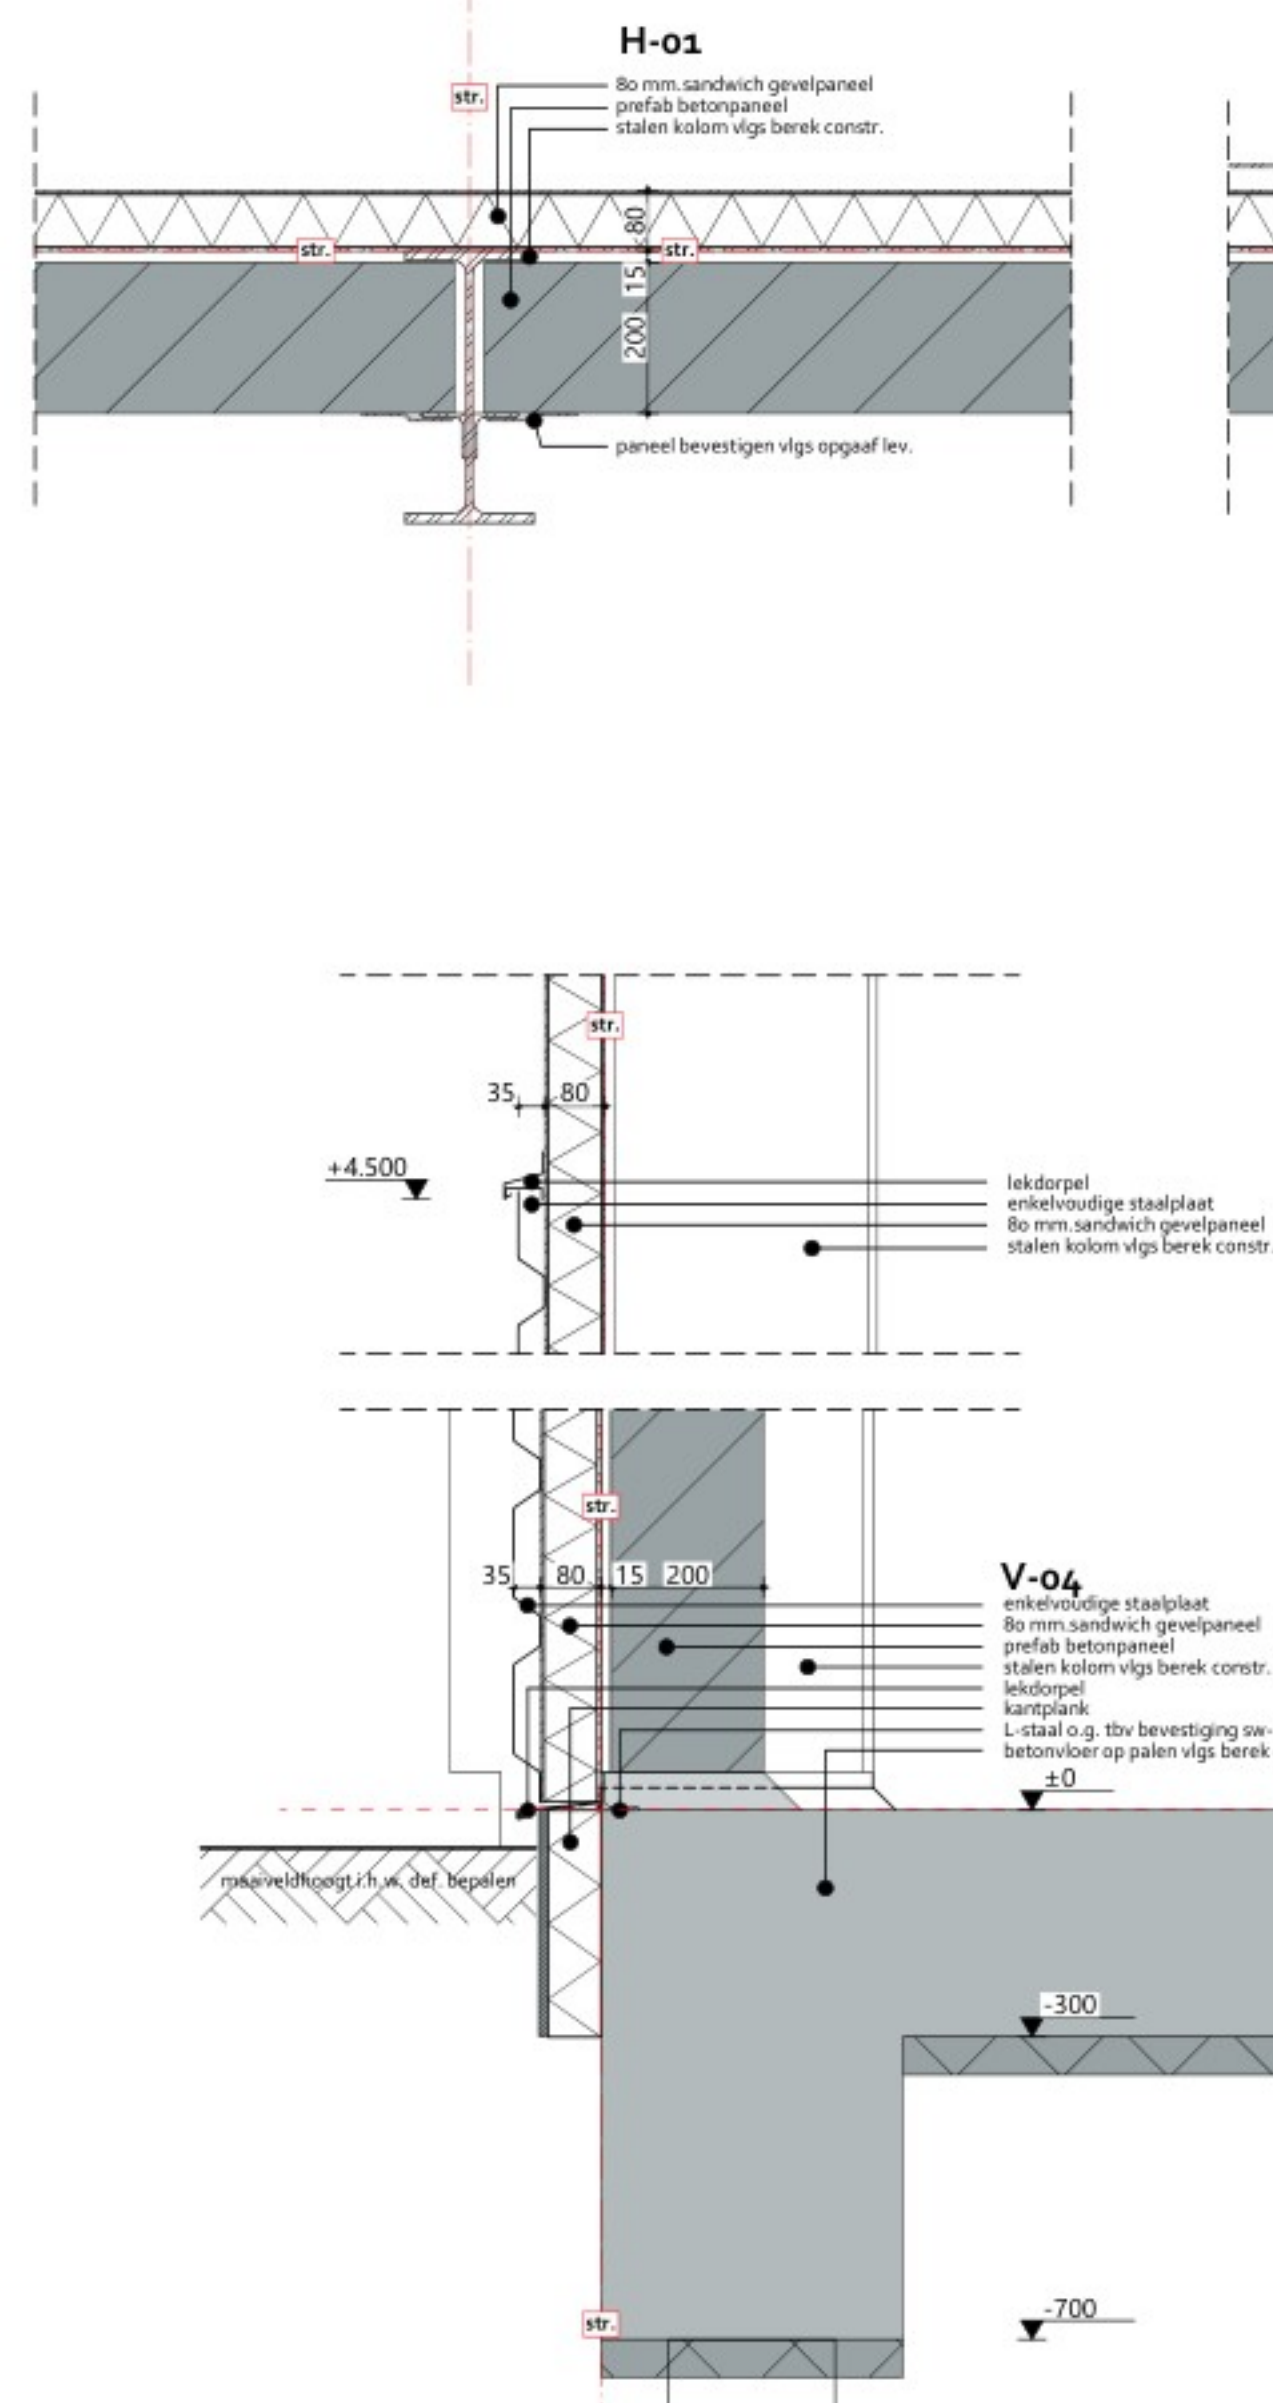 H-01
80 mm.sandwich gevelpaneel
prefab betonpaneel
stalen kolom vlgs berek constr.
str.
80
str.
str.
15
200
paneel bevestigen vlgs opgaaf lev.
str.
35 80
+4.500
lekdorpel
enkelvoudige staalplaat
80 mm.sandwich gevelpaneel
stalen kolom vlgs berek constr.
str.
35 80 15 200
V-04
enkelvoudige staalplaat
80 mm.sandwich gevelpaneel
prefab betonpaneel
stalen kolom vlgs berek constr.
lekdorpel
kantplank
L-staal o.g. tbv bevestiging sw-
betonvloer op palen vlgs berek
±0
maaiveldhoogt.i.h.w. def. bepalen
-300
-700
str.